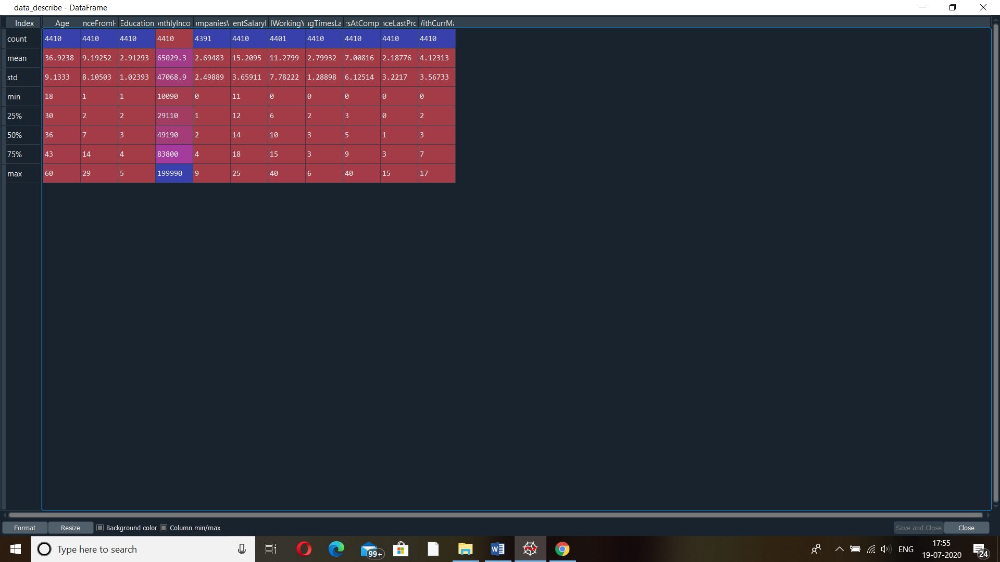 data_describe - DataFrame
Index Age nceFromH Education onthlyInco ompaniesW entSalaryH lWorkingY ngTimesLa rsAtComp nceLastPro WithCurrMa
count 4410 4410 4410 4410 4391 4410 4401 4410 4410 4410 4410
mean 36.9238 9.19252 2.91293 65029.3 2.69483 15.2095 11.2799 2.79932 7.00816 2.18776 4.12313
std 9.1333 8.10503 1.02393 47068.9 2.49889 3.65911 7.78222 1.28898 6.12514 3.2217 3.56733
min 18 1 1 10090 0 11 0 0 0 0 0
25% 30 2 2 29110 1 12 6 2 3 0 2
50% 36 7 3 49190 2 14 10 3 5 1 3
75% 43 14 4 83800 4 18 15 3 9 3 7
max 60 29 5 199990 9 25 40 6 40 15 17
Format Resize Background color Column min/max Save and Close Close
Type here to search 99+ W ENG 17:55
19-07-2020 24